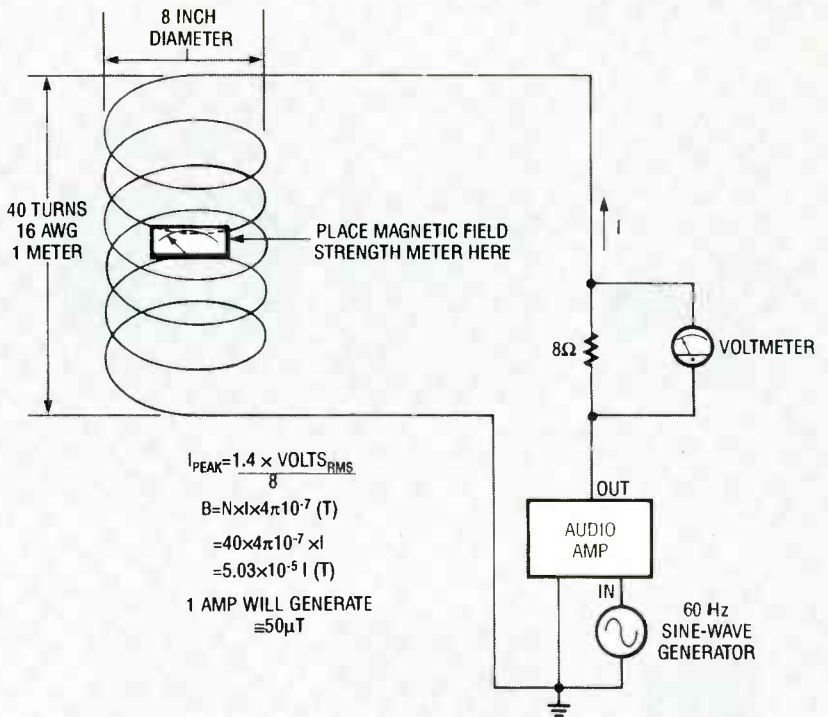 8 INCH
DIAMETER
40 TURNS
16 AWG
1 METER
PLACE MAGNETIC FIELD
STRENGTH METER HERE
I
8Ω
VOLTMETER
I_PEAK=1.4 × VOLTS_RMS
8
B=N×I×4π10⁻⁷ (T)
=40×4π10⁻⁷ ×I
=5.03×10⁻⁵ I (T)
1 AMP WILL GENERATE
≅50μT
OUT
AUDIO
AMP
IN
60 Hz
SINE-WAVE
GENERATOR